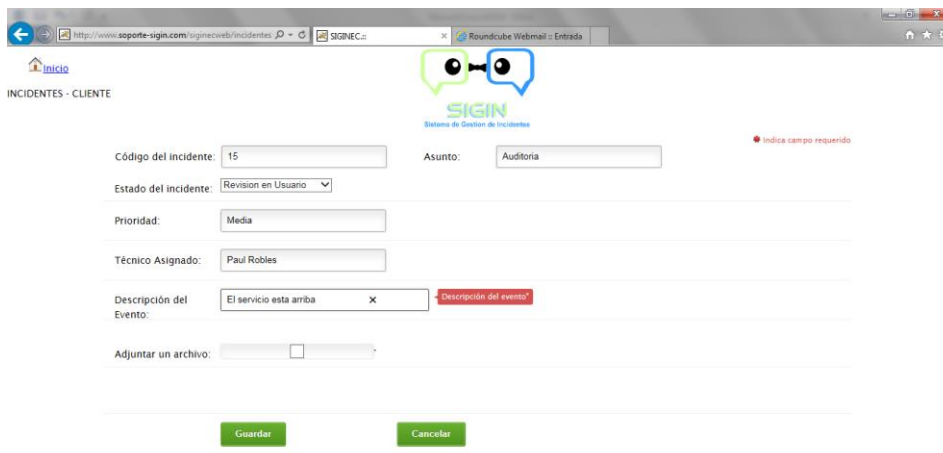 http://www.soporte-sigin.com/siginecweb/incidentes
SIGINEC.::
Roundcube Webmail :: Entrada
Inicio
INCIDENTES - CLIENTE
SIGIN
Sistema de Gestion de Incidentes
Indica campo requerido
Código del incidente: 15 Asunto: Auditoria
Estado del incidente: Revision en Usuario
Prioridad: Media
Técnico Asignado: Paul Robles
Descripción del Evento: El servicio esta arriba Descripción del evento*
Adjuntar un archivo:
Guardar Cancelar